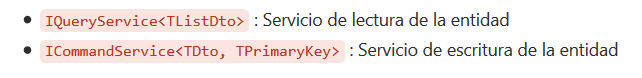 • IQueryService<TListDto> : Servicio de lectura de la entidad
• ICommandService<TDto, TPrimaryKey> : Servicio de escritura de la entidad